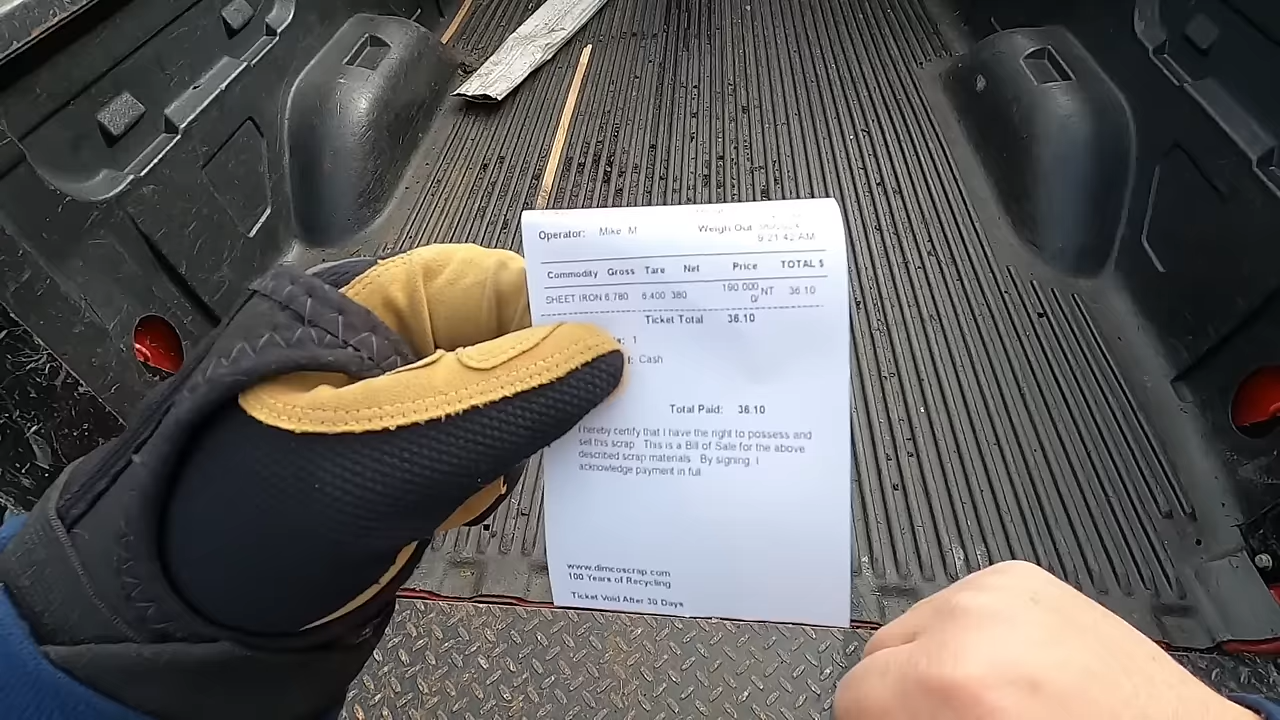 Operator: Mike M Weigh Out
9:21:42 AM
Commodity Gross Tare Net Price TOTAL $
SHEET IRON 6,780 6,400 380 190.000 NT 36.10
0/
Ticket Total 36.10
: 1
: Cash
Total Paid: 36.10
I hereby certify that I have the right to possess and
sell this scrap. This is a Bill of Sale for the above
described scrap materials. By signing, I
acknowledge payment in full.
www.dimcoscrap.com
100 Years of Recycling
Ticket Void After 30 Days